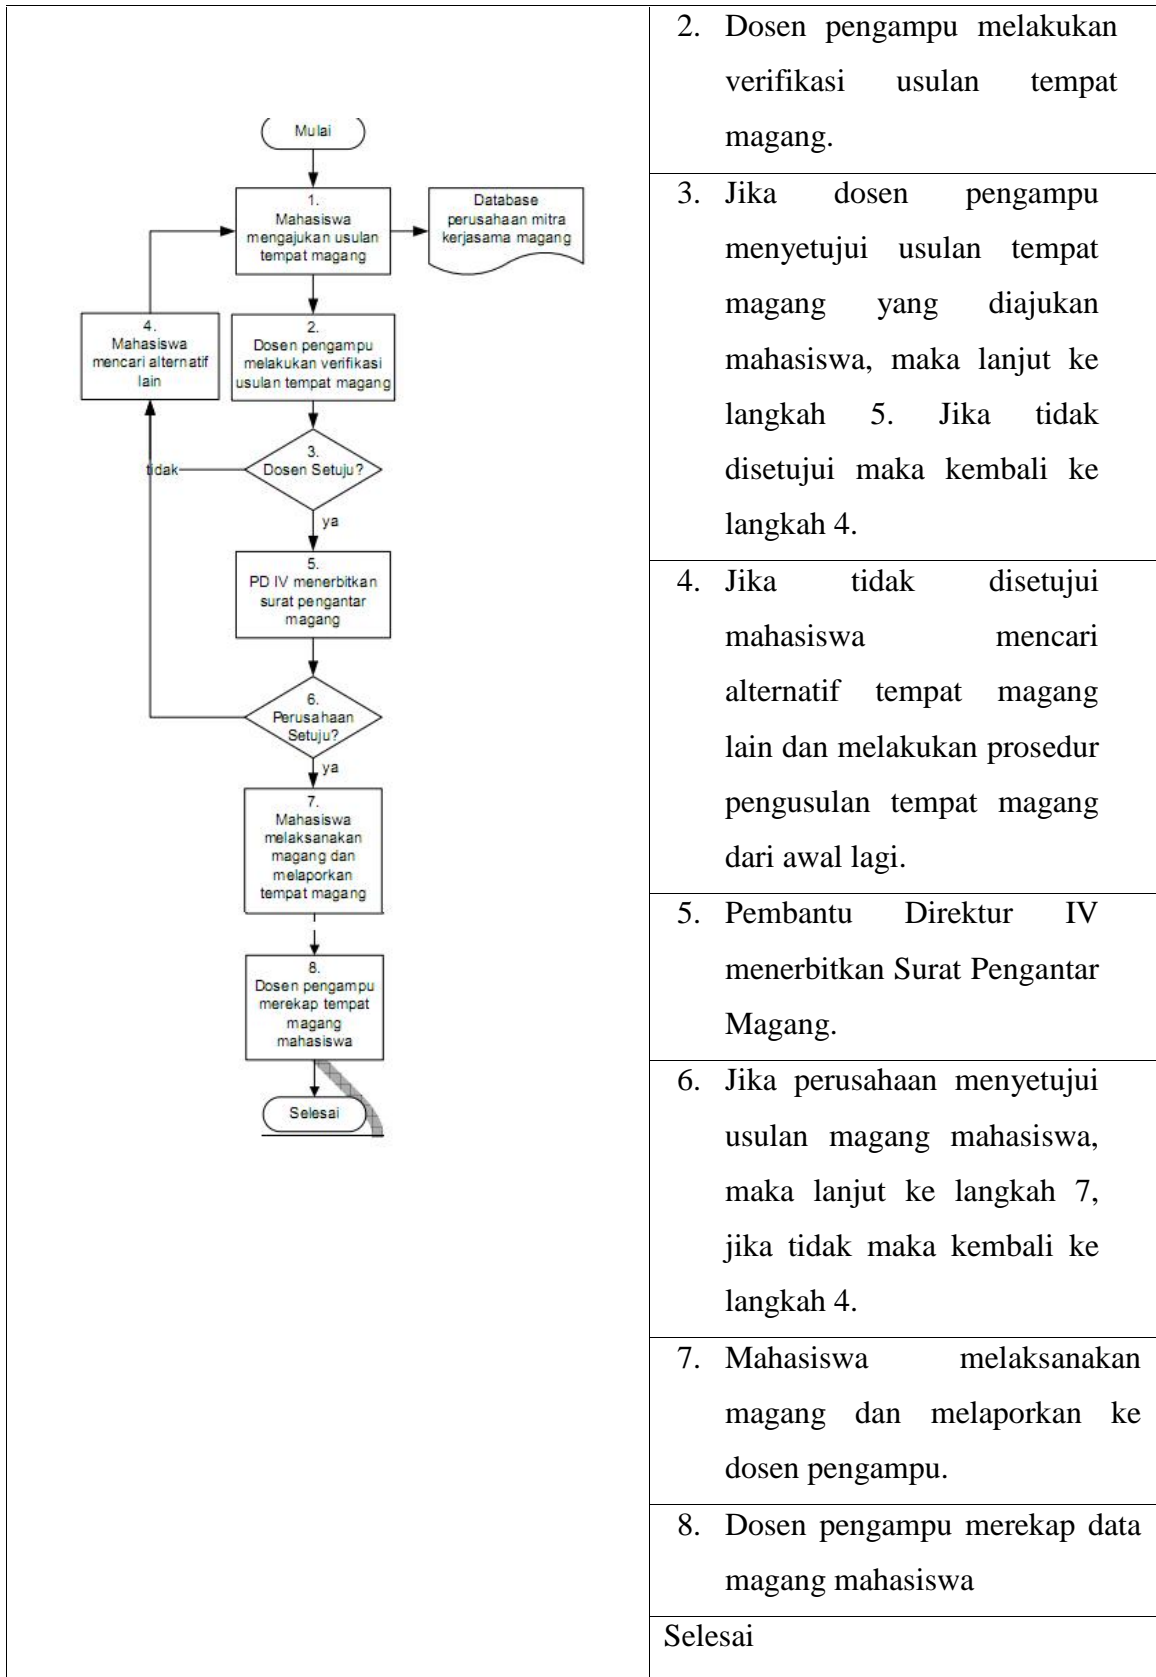 Mulai
1.
Mahasiswa
mengajukan usulan
tempat magang
Database
perusahaan mitra
kerjasama magang
4.
Mahasiswa
mencari alternatif
lain
2.
Dosen pengampu
melakukan verifikasi
usulan tempat magang
3.
Dosen Setuju?
tidak
ya
5.
PD IV menerbitkan
surat pengantar
magang
6.
Perusahaan
Setuju?
ya
7.
Mahasiswa
melaksanakan
magang dan
melaporkan
tempat magang
8.
Dosen pengampu
merekap tempat
magang
mahasiswa
Selesai
2. Dosen pengampu melakukan
verifikasi usulan tempat
magang.
3. Jika dosen pengampu
menyetujui usulan tempat
magang yang diajukan
mahasiswa, maka lanjut ke
langkah 5. Jika tidak
disetujui maka kembali ke
langkah 4.
4. Jika tidak disetujui
mahasiswa mencari
alternatif tempat magang
lain dan melakukan prosedur
pengusulan tempat magang
dari awal lagi.
5. Pembantu Direktur IV
menerbitkan Surat Pengantar
Magang.
6. Jika perusahaan menyetujui
usulan magang mahasiswa,
maka lanjut ke langkah 7,
jika tidak maka kembali ke
langkah 4.
7. Mahasiswa melaksanakan
magang dan melaporkan ke
dosen pengampu.
8. Dosen pengampu merekap data
magang mahasiswa
Selesai